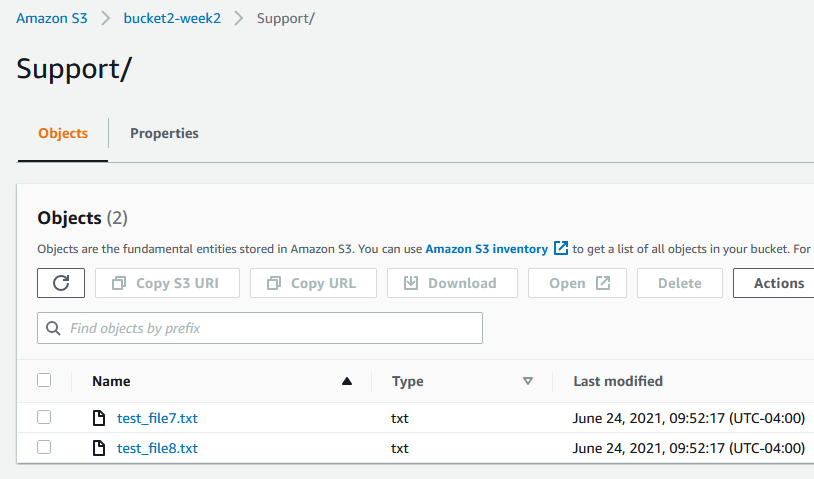 Amazon S3 > bucket2-week2 > Support/
Support/
Objects Properties
Objects (2)
Objects are the fundamental entities stored in Amazon S3. You can use Amazon S3 inventory to get a list of all objects in your bucket. For
Copy S3 URI Copy URL Download Open Delete Actions
Find objects by prefix
Name Type Last modified
test_file7.txt txt June 24, 2021, 09:52:17 (UTC-04:00)
test_file8.txt txt June 24, 2021, 09:52:17 (UTC-04:00)